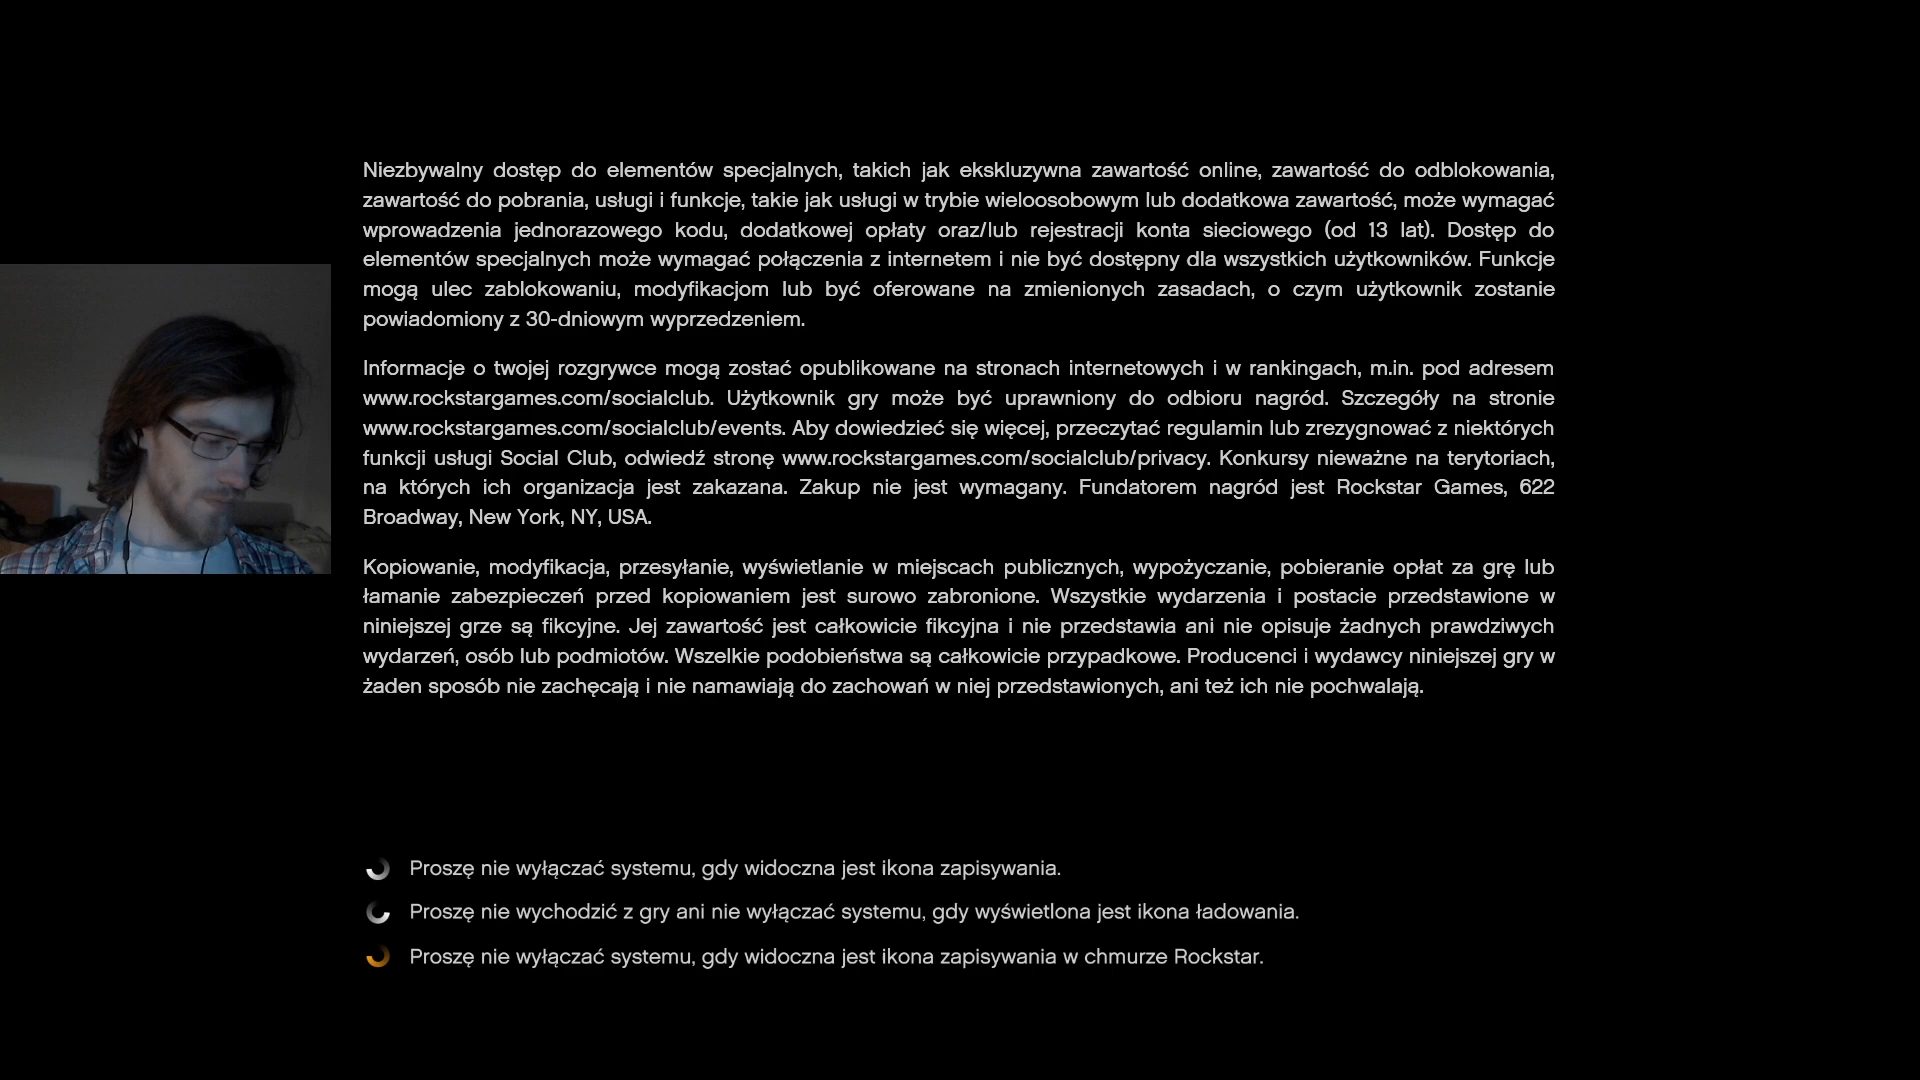 Niezbywalny dostęp do elementów specjalnych, takich jak ekskluzywna zawartość online, zawartość do odblokowania,
zawartość do pobrania, usługi i funkcje, takie jak usługi w trybie wieloosobowym lub dodatkowa zawartość, może wymagać
wprowadzenia jednorazowego kodu, dodatkowej opłaty oraz/lub rejestracji konta sieciowego (od 13 lat). Dostęp do
elementów specjalnych może wymagać połączenia z internetem i nie być dostępny dla wszystkich użytkowników. Funkcje
mogą ulec zablokowaniu, modyfikacjom lub być oferowane na zmienionych zasadach, o czym użytkownik zostanie
powiadomiony z 30-dniowym wyprzedzeniem.
Informacje o twojej rozgrywce mogą zostać opublikowane na stronach internetowych i w rankingach, m.in. pod adresem
www.rockstargames.com/socialclub. Użytkownik gry może być uprawniony do odbioru nagród. Szczegóły na stronie
www.rockstargames.com/socialclub/events. Aby dowiedzieć się więcej, przeczytać regulamin lub zrezygnować z niektórych
funkcji usługi Social Club, odwiedź stronę www.rockstargames.com/socialclub/privacy. Konkursy nieważne na terytoriach,
na których ich organizacja jest zakazana. Zakup nie jest wymagany. Fundatorem nagród jest Rockstar Games, 622
Broadway, New York, NY, USA.
Kopiowanie, modyfikacja, przesyłanie, wyświetlanie w miejscach publicznych, wypożyczanie, pobieranie opłat za grę lub
łamanie zabezpieczeń przed kopiowaniem jest surowo zabronione. Wszystkie wydarzenia i postacie przedstawione w
niniejszej grze są fikcyjne. Jej zawartość jest całkowicie fikcyjna i nie przedstawia ani nie opisuje żadnych prawdziwych
wydarzeń, osób lub podmiotów. Wszelkie podobieństwa są całkowicie przypadkowe. Producenci i wydawcy niniejszej gry w
żaden sposób nie zachęcają i nie namawiają do zachowań w niej przedstawionych, ani też ich nie pochwalają.
Proszę nie wyłączać systemu, gdy widoczna jest ikona zapisywania.
Proszę nie wychodzić z gry ani nie wyłączać systemu, gdy wyświetlona jest ikona ładowania.
Proszę nie wyłączać systemu, gdy widoczna jest ikona zapisywania w chmurze Rockstar.